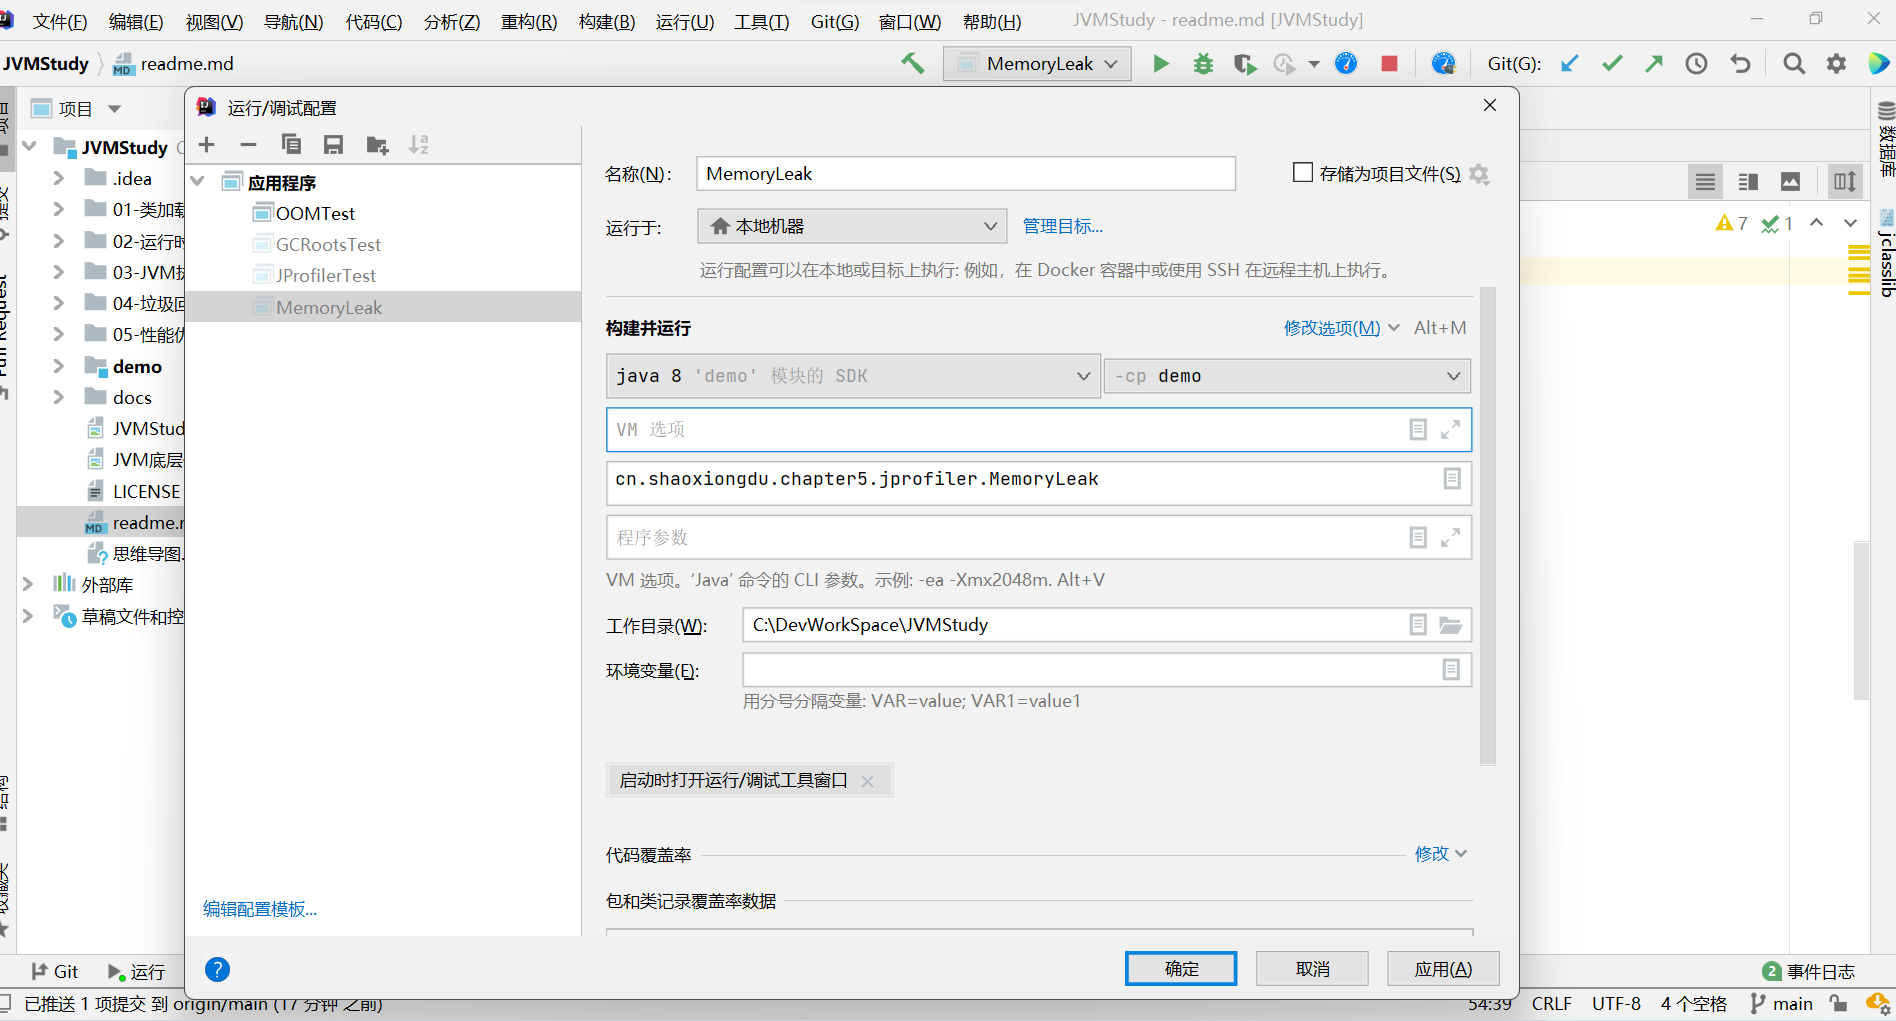 文件(F) 编辑(E) 视图(V) 导航(N) 代码(C) 分析(Z) 重构(R) 构建(B) 运行(U) 工具(T) Git(G) 窗口(W) 帮助(H) JVMStudy - readme.md [JVMStudy]
JVMStudy readme.md MemoryLeak Git(G):
项目
JVMStudy
.idea
01-类加载
02-运行时
03-JVM执
04-垃圾回
05-性能优
demo
docs
JVMStud
JVM底层
LICENSE
readme.r
思维导图.
外部库
草稿文件和控
运行/调试配置
应用程序
OOMTest
GCRootsTest
JProfilerTest
MemoryLeak
编辑配置模板...
名称(N): MemoryLeak 存储为项目文件(S)
运行于: 本地机器 管理目标...
运行配置可以在本地或目标上执行: 例如，在 Docker 容器中或使用 SSH 在远程主机上执行。
构建并运行 修改选项(M) Alt+M
java 8 'demo' 模块的 SDK -cp demo
VM 选项
cn.shaoxiongdu.chapter5.jprofiler.MemoryLeak
程序参数
VM 选项。‘Java’ 命令的 CLI 参数。示例: -ea -Xmx2048m. Alt+V
工作目录(W): C:\DevWorkSpace\JVMStudy
环境变量(E):
用分号分隔变量: VAR=value; VAR1=value1
启动时打开运行/调试工具窗口
代码覆盖率 修改
包和类记录覆盖率数据
确定 取消 应用(A)
7 1
数据库
jclasslib
Git 运行 2 事件日志
已推送 1 项提交 到 origin/main (17 分钟 之前) 54:39 CRLF UTF-8 4 个空格 main